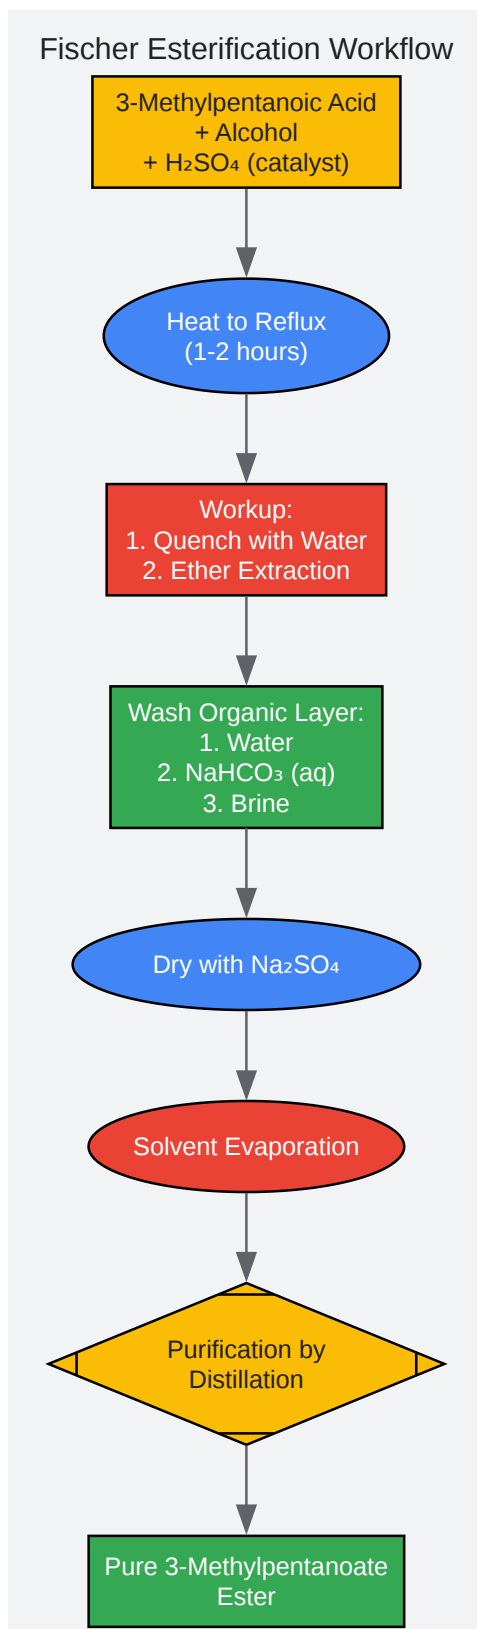 Fischer Esterification Workflow
3-Methylpentanoic Acid
+ Alcohol
+ H₂SO₄ (catalyst)
Heat to Reflux
(1-2 hours)
Workup:
1. Quench with Water
2. Ether Extraction
Wash Organic Layer:
1. Water
2. NaHCO₃ (aq)
3. Brine
Dry with Na₂SO₄
Solvent Evaporation
Purification by
Distillation
Pure 3-Methylpentanoate
Ester